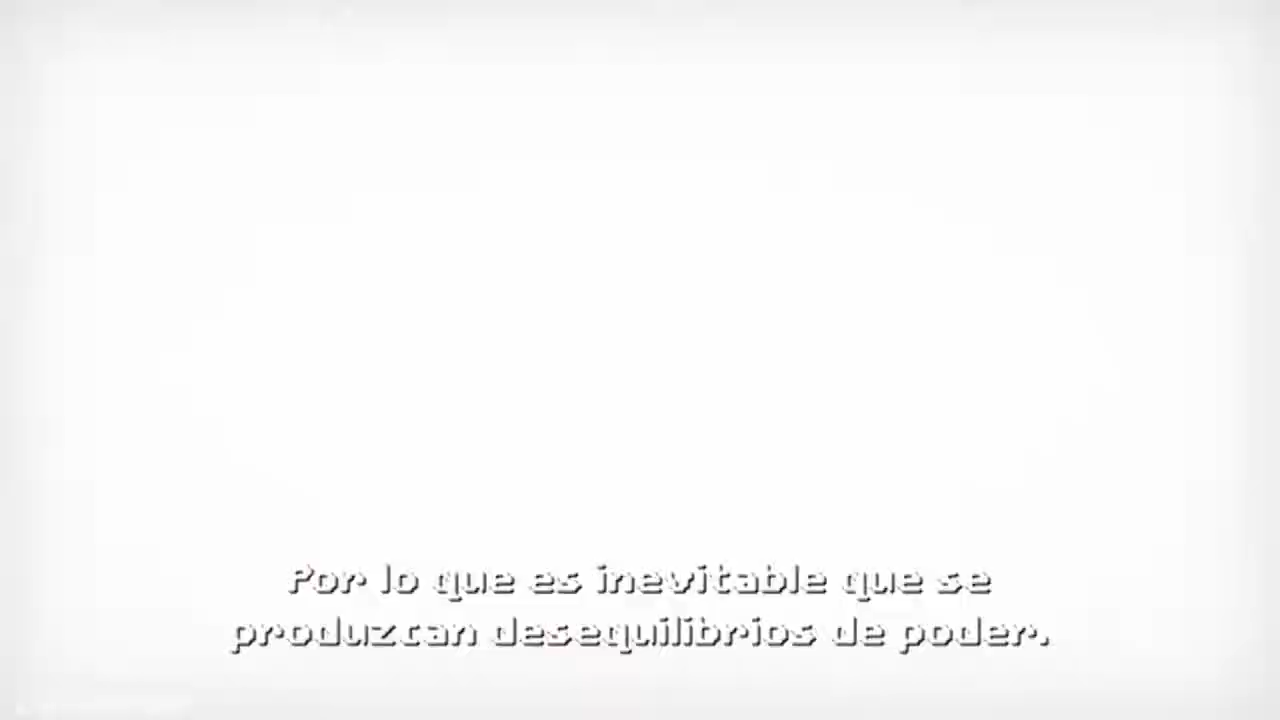 Por lo que es inevitable que se
produzcan desequilibrios de poder.